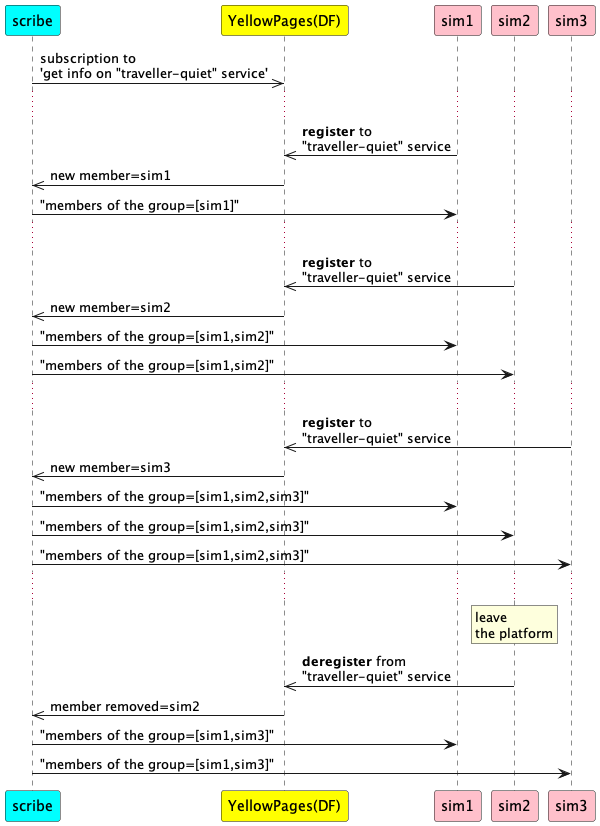 scribe YellowPages(DF) sim1 sim2 sim3
subscription to
'get info on "traveller-quiet" service'
register to
"traveller-quiet" service
new member=sim1
"members of the group=[sim1]"
register to
"traveller-quiet" service
new member=sim2
"members of the group=[sim1,sim2]"
"members of the group=[sim1,sim2]"
register to
"traveller-quiet" service
new member=sim3
"members of the group=[sim1,sim2,sim3]"
"members of the group=[sim1,sim2,sim3]"
"members of the group=[sim1,sim2,sim3]"
leave
the platform
deregister from
"traveller-quiet" service
member removed=sim2
"members of the group=[sim1,sim3]"
"members of the group=[sim1,sim3]"
scribe YellowPages(DF) sim1 sim2 sim3